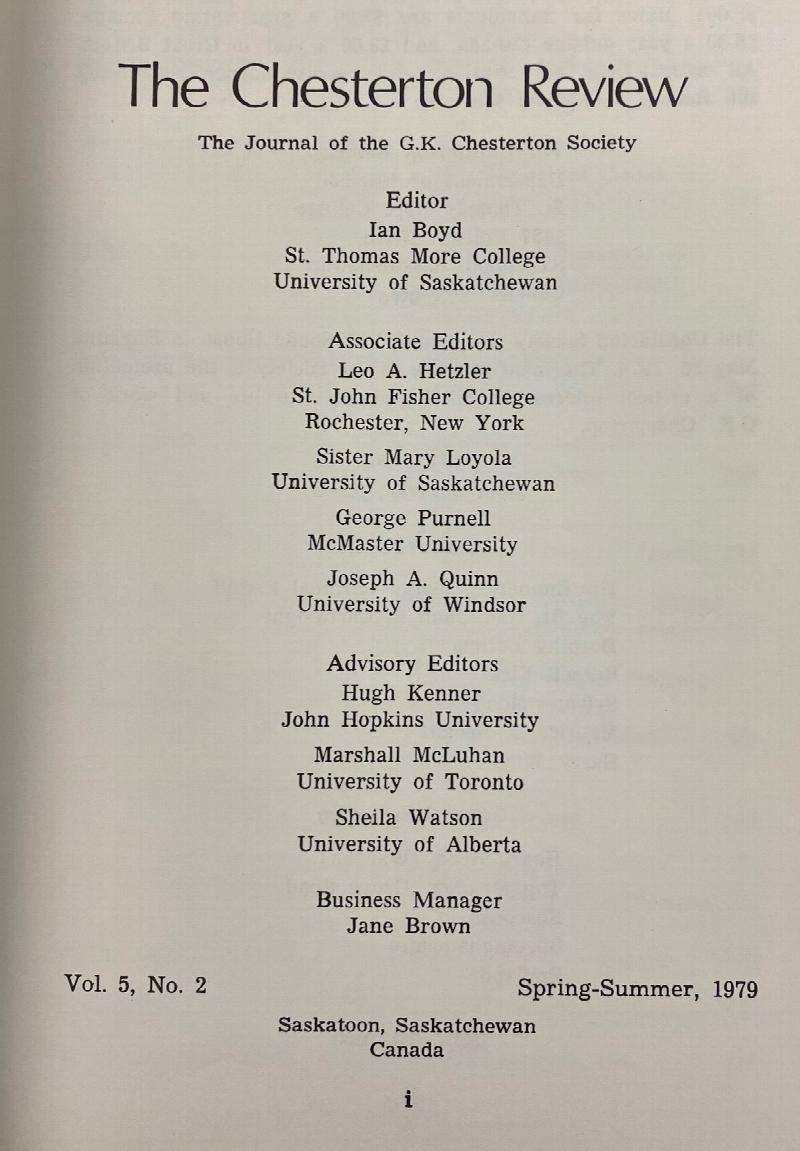 The Chesterton Review
The Journal of the G.K. Chesterton Society
Editor
Ian Boyd
St. Thomas More College
University of Saskatchewan
Associate Editors
Leo A. Hetzler
St. John Fisher College
Rochester, New York
Sister Mary Loyola
University of Saskatchewan
George Purnell
McMaster University
Joseph A. Quinn
University of Windsor
Advisory Editors
Hugh Kenner
John Hopkins University
Marshall McLuhan
University of Toronto
Sheila Watson
University of Alberta
Business Manager
Jane Brown
Vol. 5, No. 2 Spring-Summer, 1979
Saskatoon, Saskatchewan
Canada
i